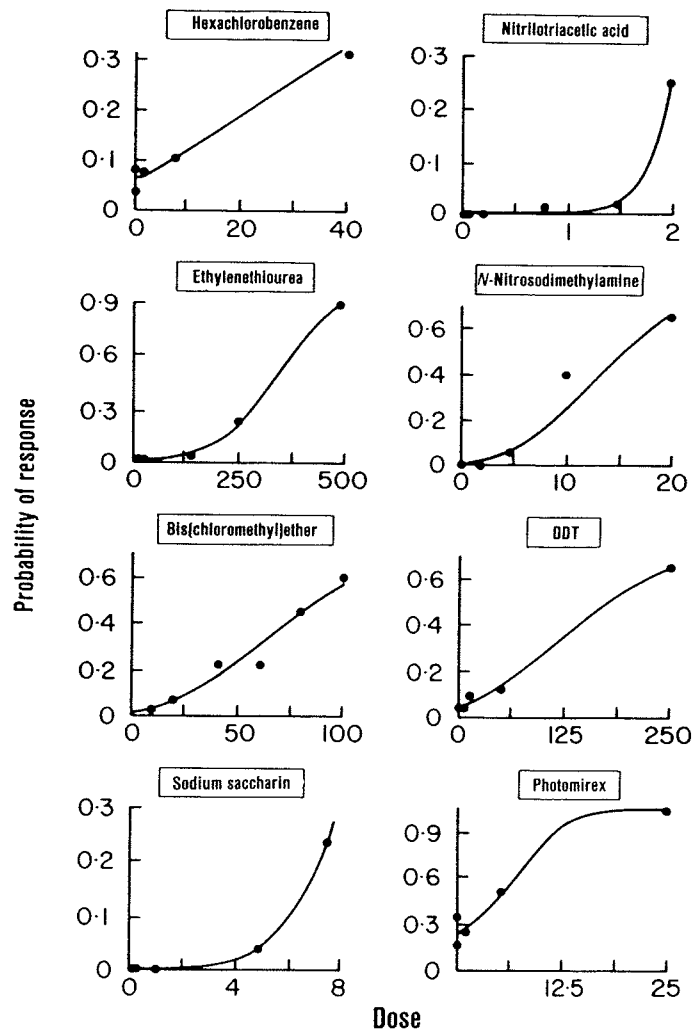 Hexachlorobenzene
0·3
0·2
0·1
0
0 20 40
Nitrilotriacetic acid
0·3
0·2
0·1
0
0 1 2
Ethylenethiourea
0·9
0·6
0·3
0
0 250 500
N-Nitrosodimethylamine
0·6
0·4
0·2
0
0 10 20
Bis(chloromethyl)ether
0·6
0·4
0·2
0
0 50 100
DDT
0·6
0·4
0·2
0
0 125 250
Sodium saccharin
0·3
0·2
0·1
0
0 4 8
Photomirex
0·9
0·6
0·3
0
0 12·5 25
Probability of response
Dose